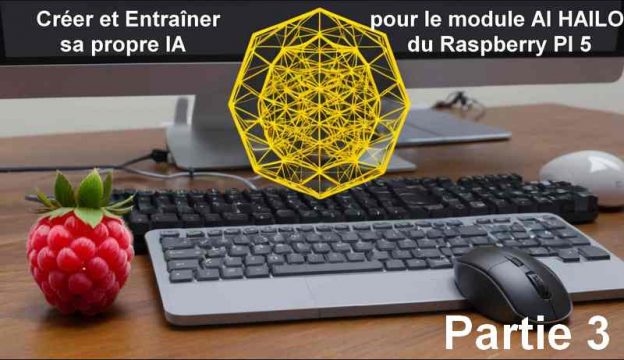 Créer et Entraîner
sa propre IA
pour le module AI HAILO
du Raspberry PI 5
Partie 3